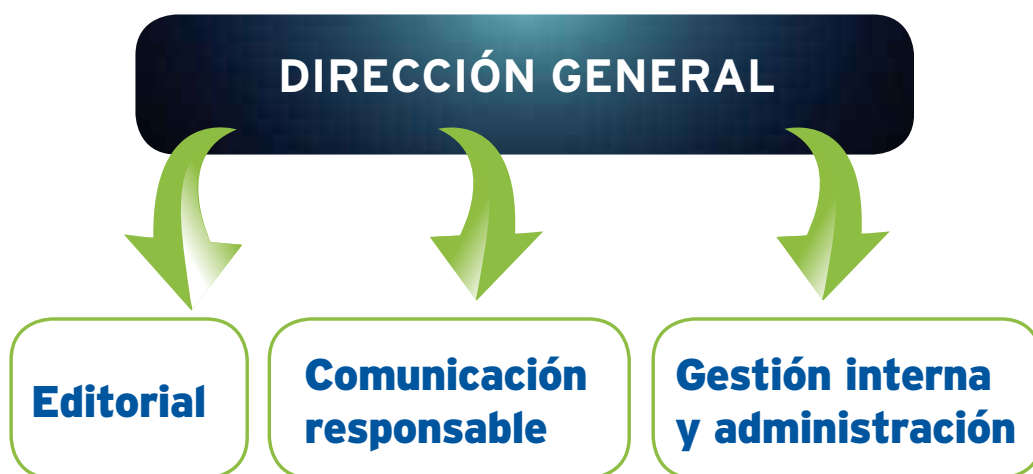 DIRECCIÓN GENERAL
Editorial
Comunicación
responsable
Gestión interna
y administración